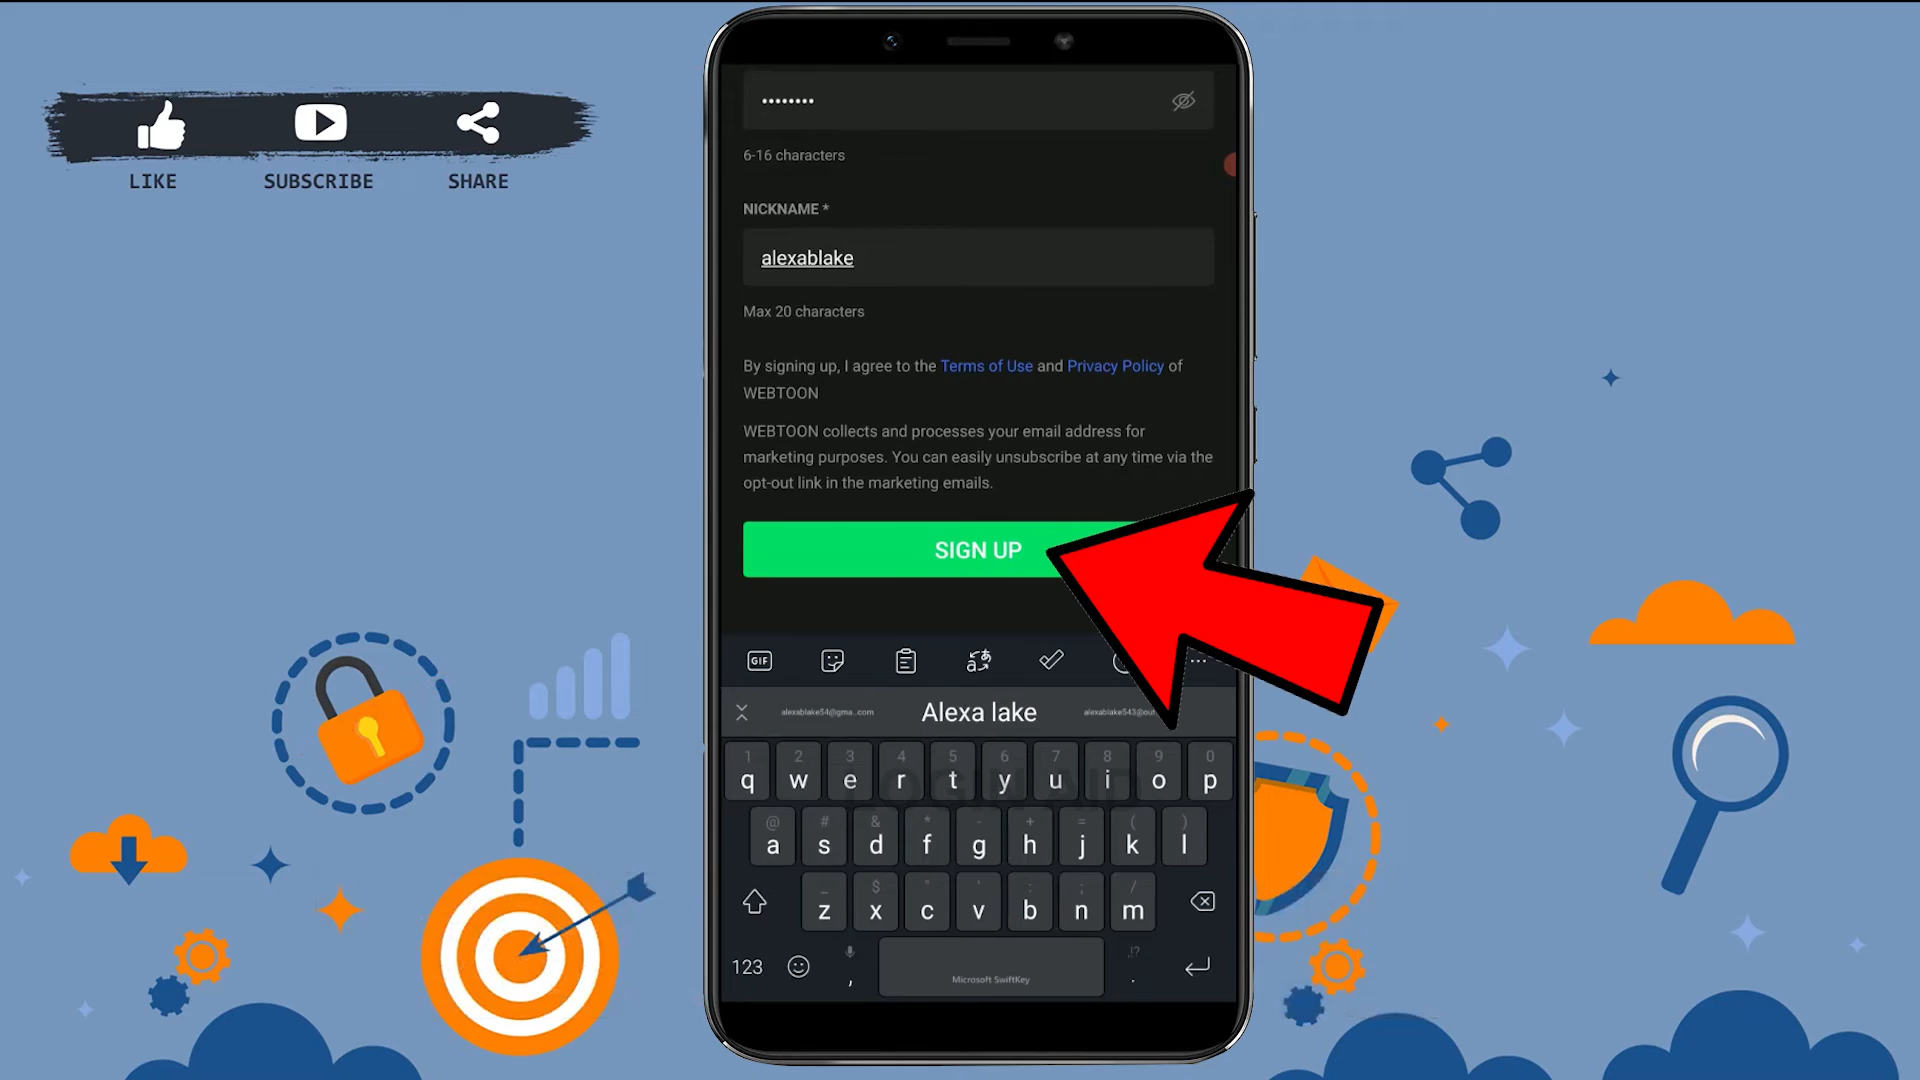 LIKE SUBSCRIBE SHARE
••••••••
6-16 characters
NICKNAME *
alexablake
Max 20 characters
By signing up, I agree to the Terms of Use and Privacy Policy of
WEBTOON
WEBTOON collects and processes your email address for
marketing purposes. You can easily unsubscribe at any time via the
opt-out link in the marketing emails.
SIGN UP
GIF
alexablake54@gma...com Alexa lake alexablake543@out
1 2 3 4 5 6 7 8 9 0
q w e r t y u i o p
@ # & * - + = ( )
a s d f g h j k l
_ $ " ' : ; /
z x c v b n m
123 , Microsoft SwiftKey !? .
LOGIN AID